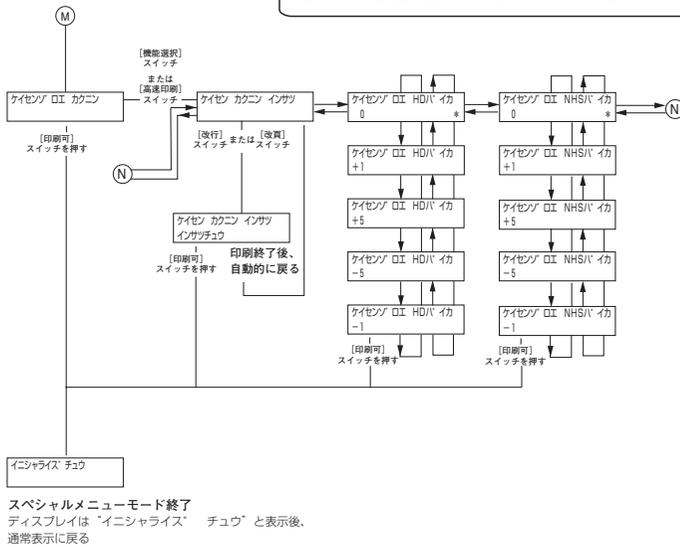 M
[機能選択]
スイッチ
または
[高速印刷]
スイッチ
ケイセンゾロエ カクニン
ケイセン カクニン インサツ
ケイセンゾロエ HDバイカ
0 *
ケイセンゾロエ NHSバイカ
0 *
N
[印刷可]
スイッチを押す
[改行] または [改頁]
スイッチ スイッチ
N
+1
ケイセンゾロエ HDバイカ
+1
ケイセンゾロエ NHSバイカ
ケイセン カクニン インサツ
インサツチュウ
ケイセンゾロエ HDバイカ
+5
ケイセンゾロエ NHSバイカ
+5
[印刷可]
スイッチを押す
印刷終了後、
自動的に戻る
ケイセンゾロエ HDバイカ
−5
ケイセンゾロエ NHSバイカ
−5
ケイセンゾロエ HDバイカ
−1
ケイセンゾロエ NHSバイカ
−1
[印刷可]
スイッチを押す
[印刷可]
スイッチを押す
イニシャライズ チュウ
スペシャルメニューモード終了
ディスプレイは“イニシャライズ チュウ”と表示後、
通常表示に戻る